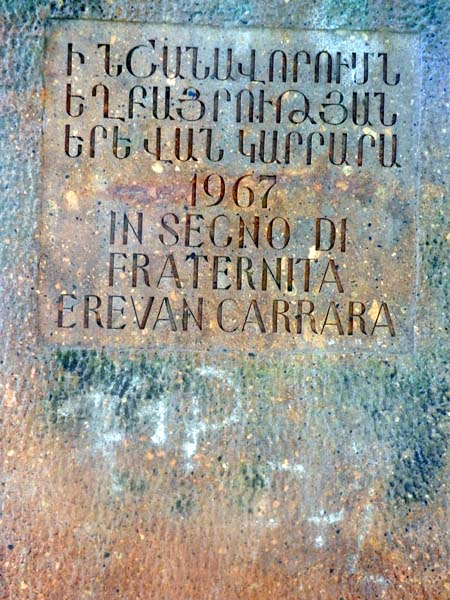 Ի ՆՇԱՆԱՎՈՐՈՒՄՆ
ԵՂԲԱՅՐՈՒԹՅԱՆ
ԵՐԵՎԱՆ ԿԱՐՐԱՐԱ
1967
IN SEGNO DI
FRATERNITA
EREVAN CARRARA